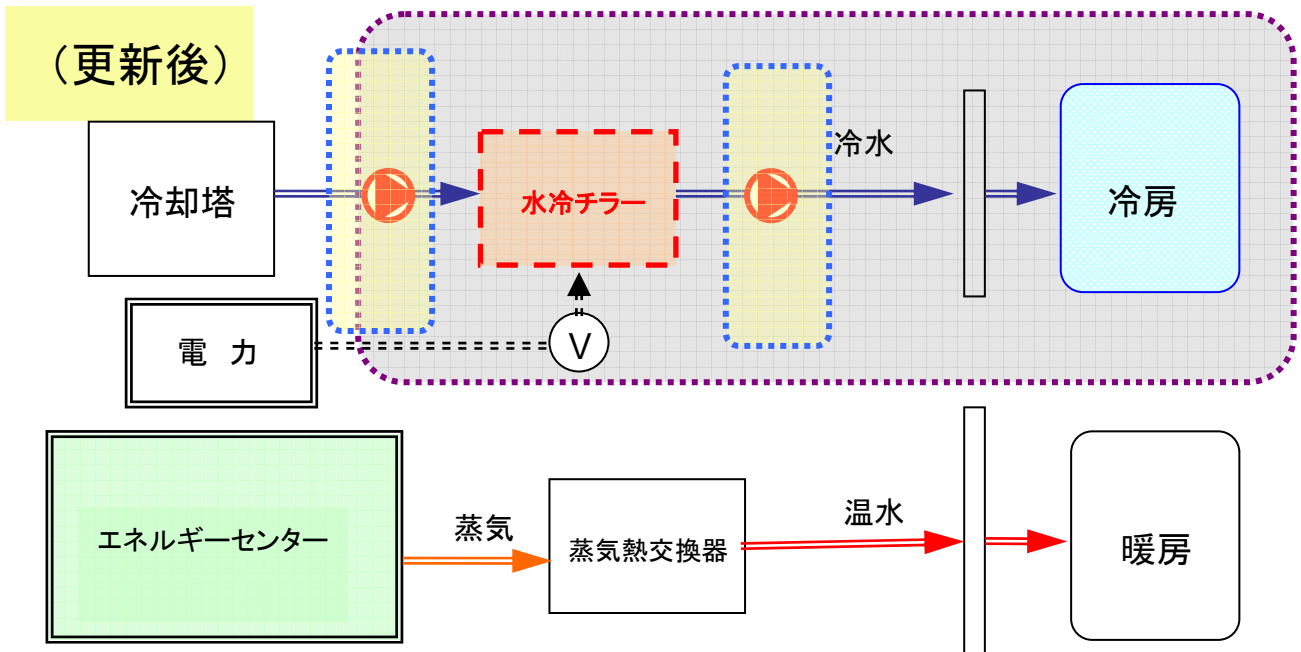 （更新後）
冷却塔
水冷チラー
冷水
冷房
電 力
V
エネルギーセンター
蒸気
蒸気熱交換器
温水
暖房